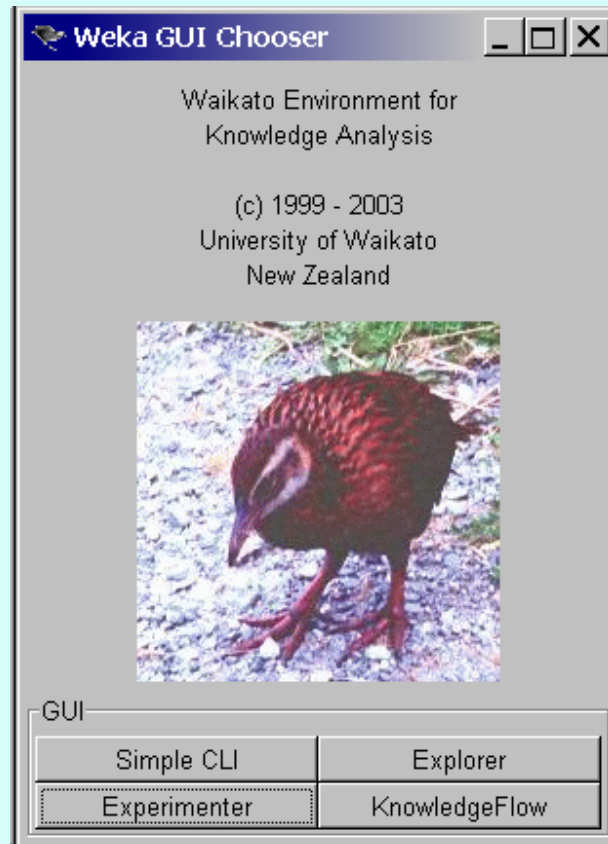 Weka GUI Chooser
Waikato Environment for
Knowledge Analysis
(c) 1999 - 2003
University of Waikato
New Zealand
GUI
Simple CLI Explorer
Experimenter KnowledgeFlow